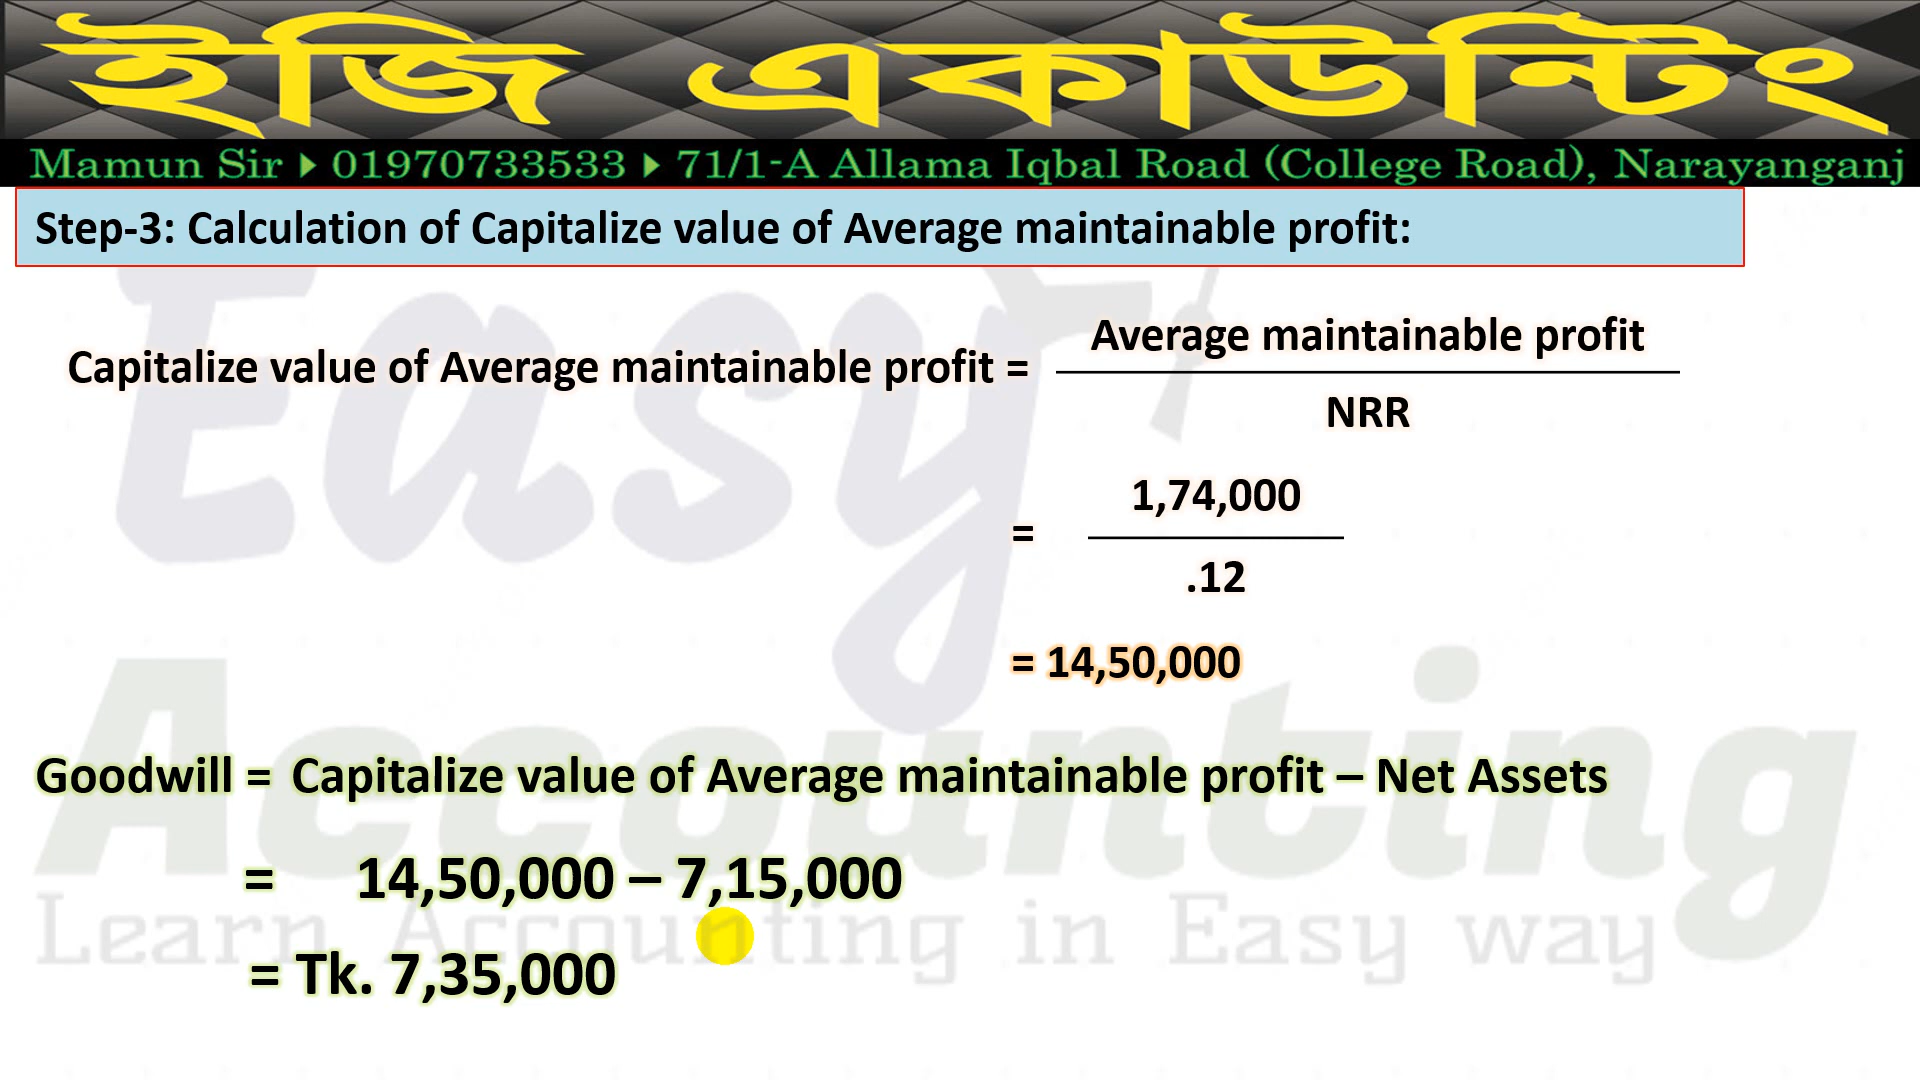 ইজি একাউন্টিং
Mamun Sir ▶ 01970733533 ▶ 71/1-A Allama Iqbal Road (College Road), Narayanganj
Step-3: Calculation of Capitalize value of Average maintainable profit:
Capitalize value of Average maintainable profit =
Average maintainable profit
NRR
=
1,74,000
.12
= 14,50,000
Goodwill = Capitalize value of Average maintainable profit – Net Assets
= 14,50,000 – 7,15,000
= Tk. 7,35,000
Easy
Accounting
Learn Accounting in Easy way